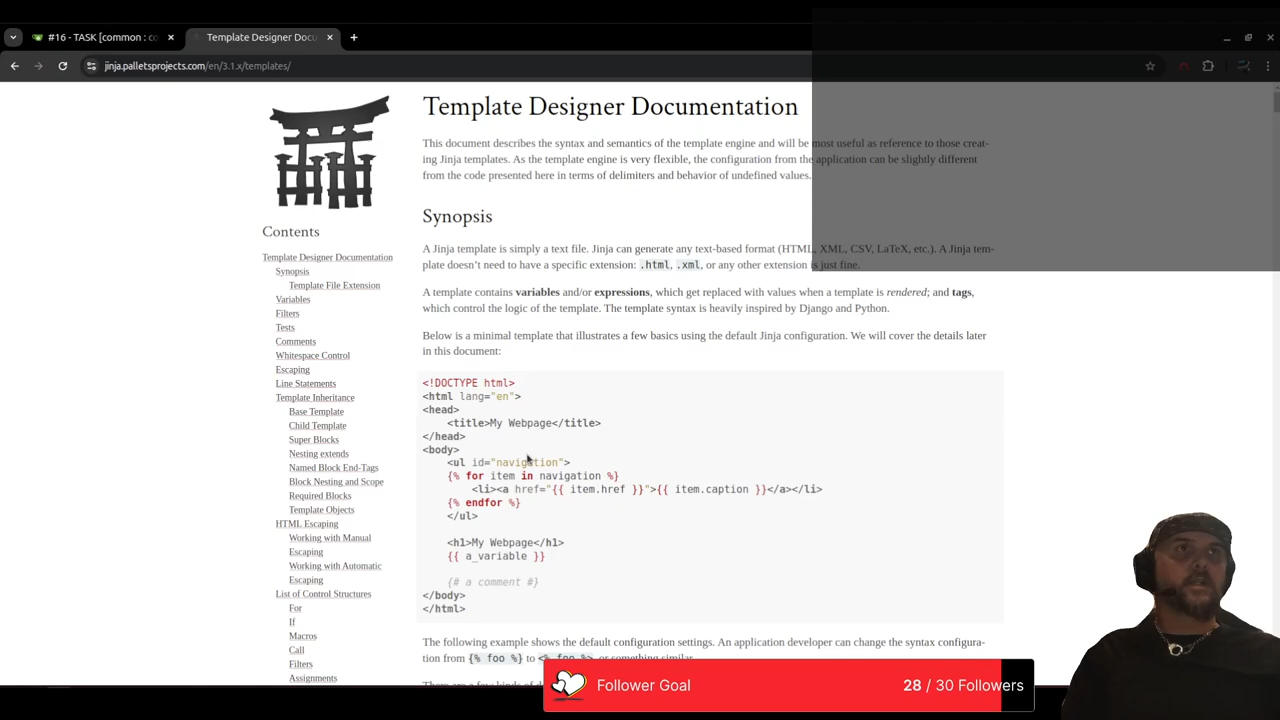 #16 - TASK [common : co
Template Designer Docu
jinja.palletsprojects.com/en/3.1.x/templates/
Contents
Template Designer Documentation
Synopsis
Template File Extension
Variables
Filters
Tests
Comments
Whitespace Control
Escaping
Line Statements
Template Inheritance
Base Template
Child Template
Super Blocks
Nesting extends
Named Block End-Tags
Block Nesting and Scope
Required Blocks
Template Objects
HTML Escaping
Working with Manual
Escaping
Working with Automatic
Escaping
List of Control Structures
For
If
Macros
Call
Filters
Assignments
Template Designer Documentation
This document describes the syntax and semantics of the template engine and will be most useful as reference to those creat-
ing Jinja templates. As the template engine is very flexible, the configuration from the application can be slightly different
from the code presented here in terms of delimiters and behavior of undefined values.
Synopsis
A Jinja template is simply a text file. Jinja can generate any text-based format (HTML, XML, CSV, LaTeX, etc.). A Jinja tem-
plate doesn’t need to have a specific extension: .html, .xml, or any other extension is just fine.
A template contains variables and/or expressions, which get replaced with values when a template is rendered; and tags,
which control the logic of the template. The template syntax is heavily inspired by Django and Python.
Below is a minimal template that illustrates a few basics using the default Jinja configuration. We will cover the details later
in this document:
<!DOCTYPE html>
<html lang="en">
<head>
    <title>My Webpage</title>
</head>
<body>
    <ul id="navigation">
    {% for item in navigation %}
        <li><a href="{{ item.href }}">{{ item.caption }}</a></li>
    {% endfor %}
    </ul>
    <h1>My Webpage</h1>
    {{ a_variable }}
    {# a comment #}
</body>
</html>
The following example shows the default configuration settings. An application developer can change the syntax configura-
tion from {% foo %} to <% foo %>, or something similar.
There are a few kinds of d
Follower Goal
28 / 30 Followers